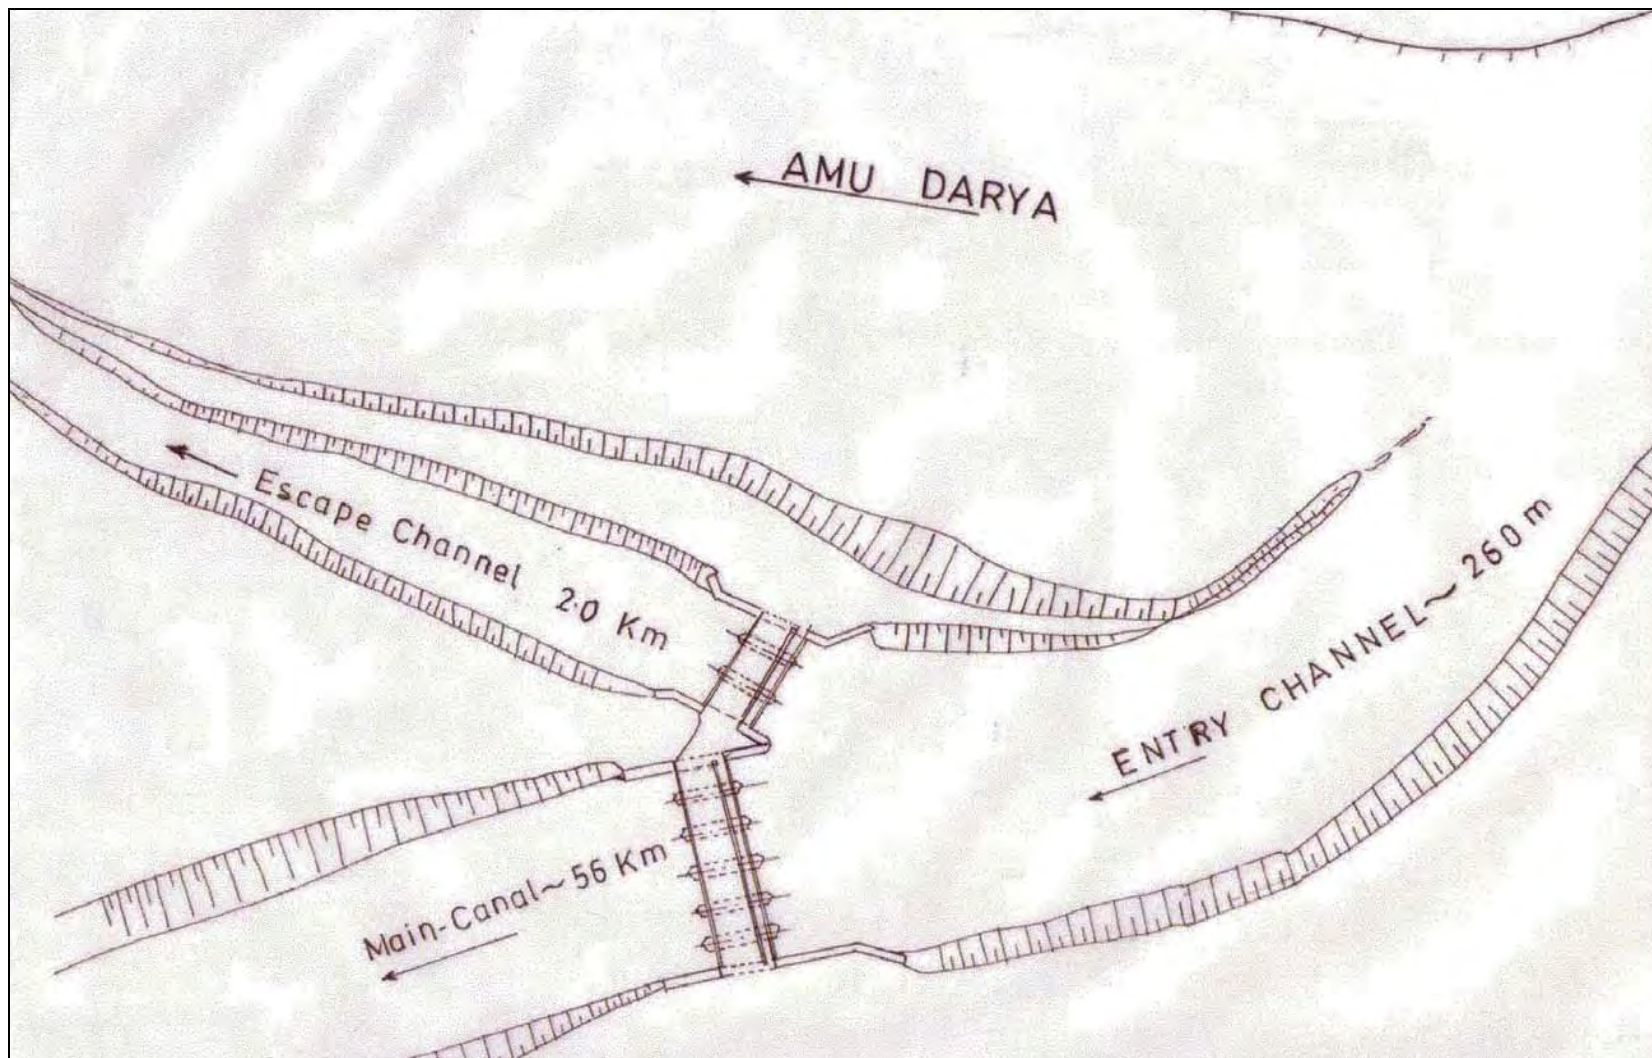 AMU DARYA
Escape Channel 2.0 Km
ENTRY CHANNEL~ 260 m
Main-Canal~ 56 Km